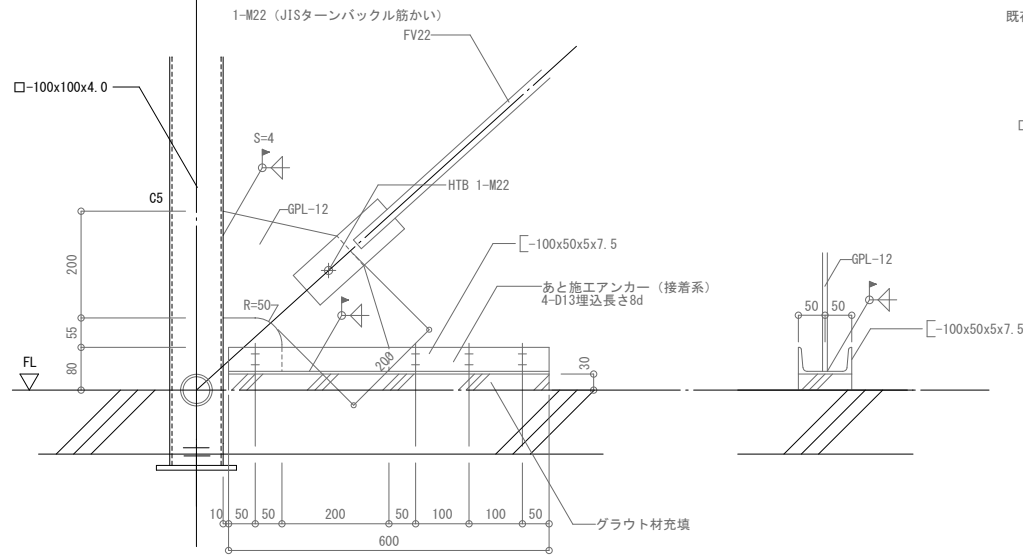 1-M22 (JISターンバックル筋かい)
既存
FV22
□-100x100x4.0
S=4
HTB 1-M22
C5
GPL-12
[-100x50x5x7.5
あと施工アンカー (接着系)
4-D13埋込長さ8d
GPL-12
200
R=50
50
50
[-100x50x5x7.5
55
200
30
FL
80
10
50
50
200
50
100
100
50
グラウト材充填
600